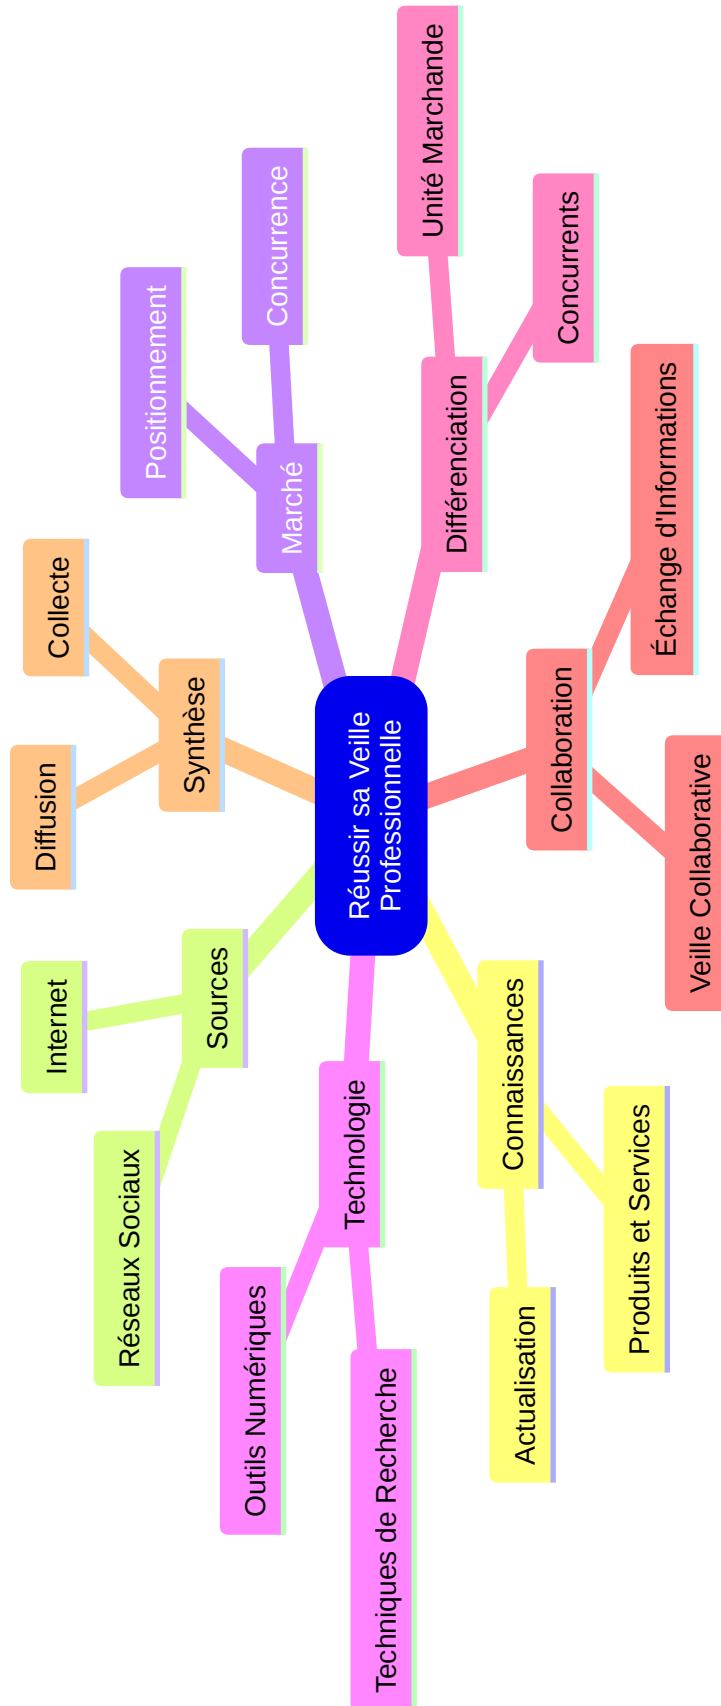 Réussir sa Veille
Professionnelle
Marché
Positionnement
Concurrence
Différenciation
Unité Marchande
Concurrents
Collaboration
Échange d'Informations
Veille Collaborative
Connaissances
Actualisation
Produits et Services
Technologie
Outils Numériques
Techniques de Recherche
Sources
Internet
Réseaux Sociaux
Synthèse
Collecte
Diffusion